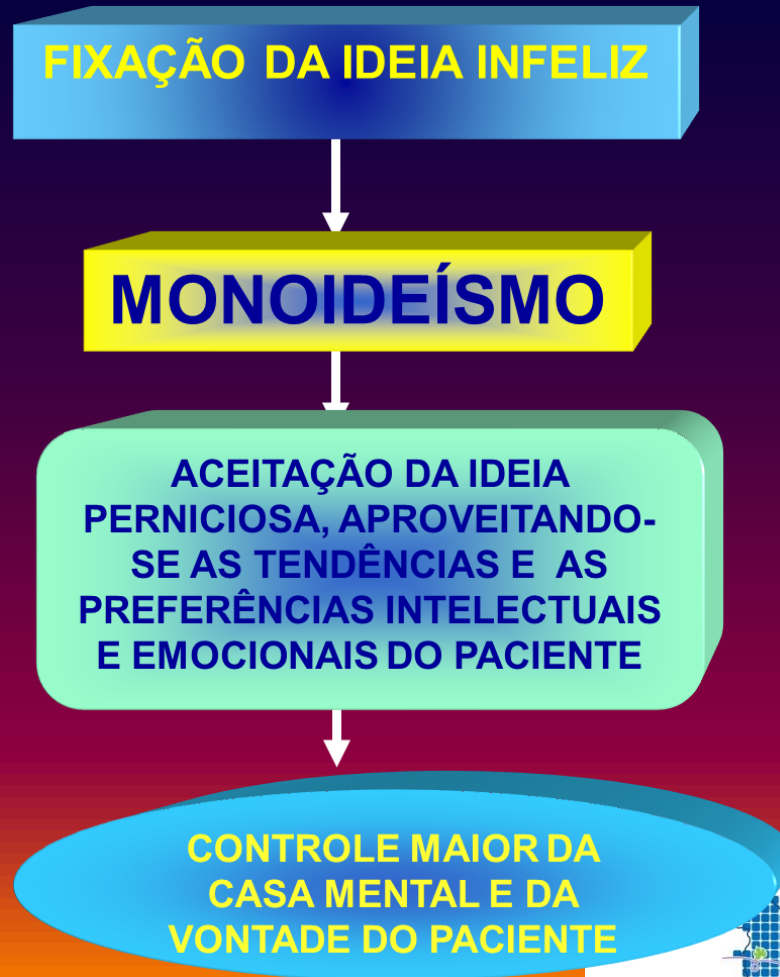 FIXAÇÃO DA IDEIA INFELIZ
MONOIDEÍSMO
ACEITAÇÃO DA IDEIA
PERNICIOSA, APROVEITANDO-
SE AS TENDÊNCIAS E AS
PREFERÊNCIAS INTELECTUAIS
E EMOCIONAIS DO PACIENTE
CONTROLE MAIOR DA
CASA MENTAL E DA
VONTADE DO PACIENTE